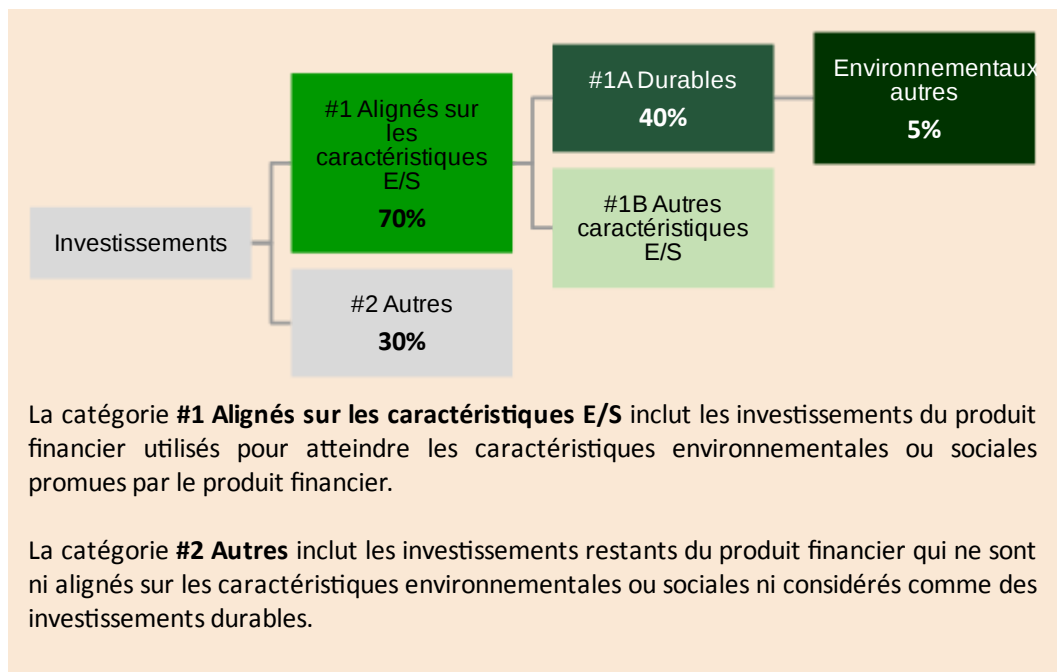 Investissements
#1 Alignés sur
les
caractéristiques
E/S
70%
#2 Autres
30%
#1A Durables
40%
#1B Autres
caractéristiques
E/S
Environnementaux
autres
5%
La catégorie #1 Alignés sur les caractéristiques E/S inclut les investissements du produit
financier utilisés pour atteindre les caractéristiques environnementales ou sociales
promues par le produit financier.
La catégorie #2 Autres inclut les investissements restants du produit financier qui ne sont
ni alignés sur les caractéristiques environnementales ou sociales ni considérés comme des
investissements durables.